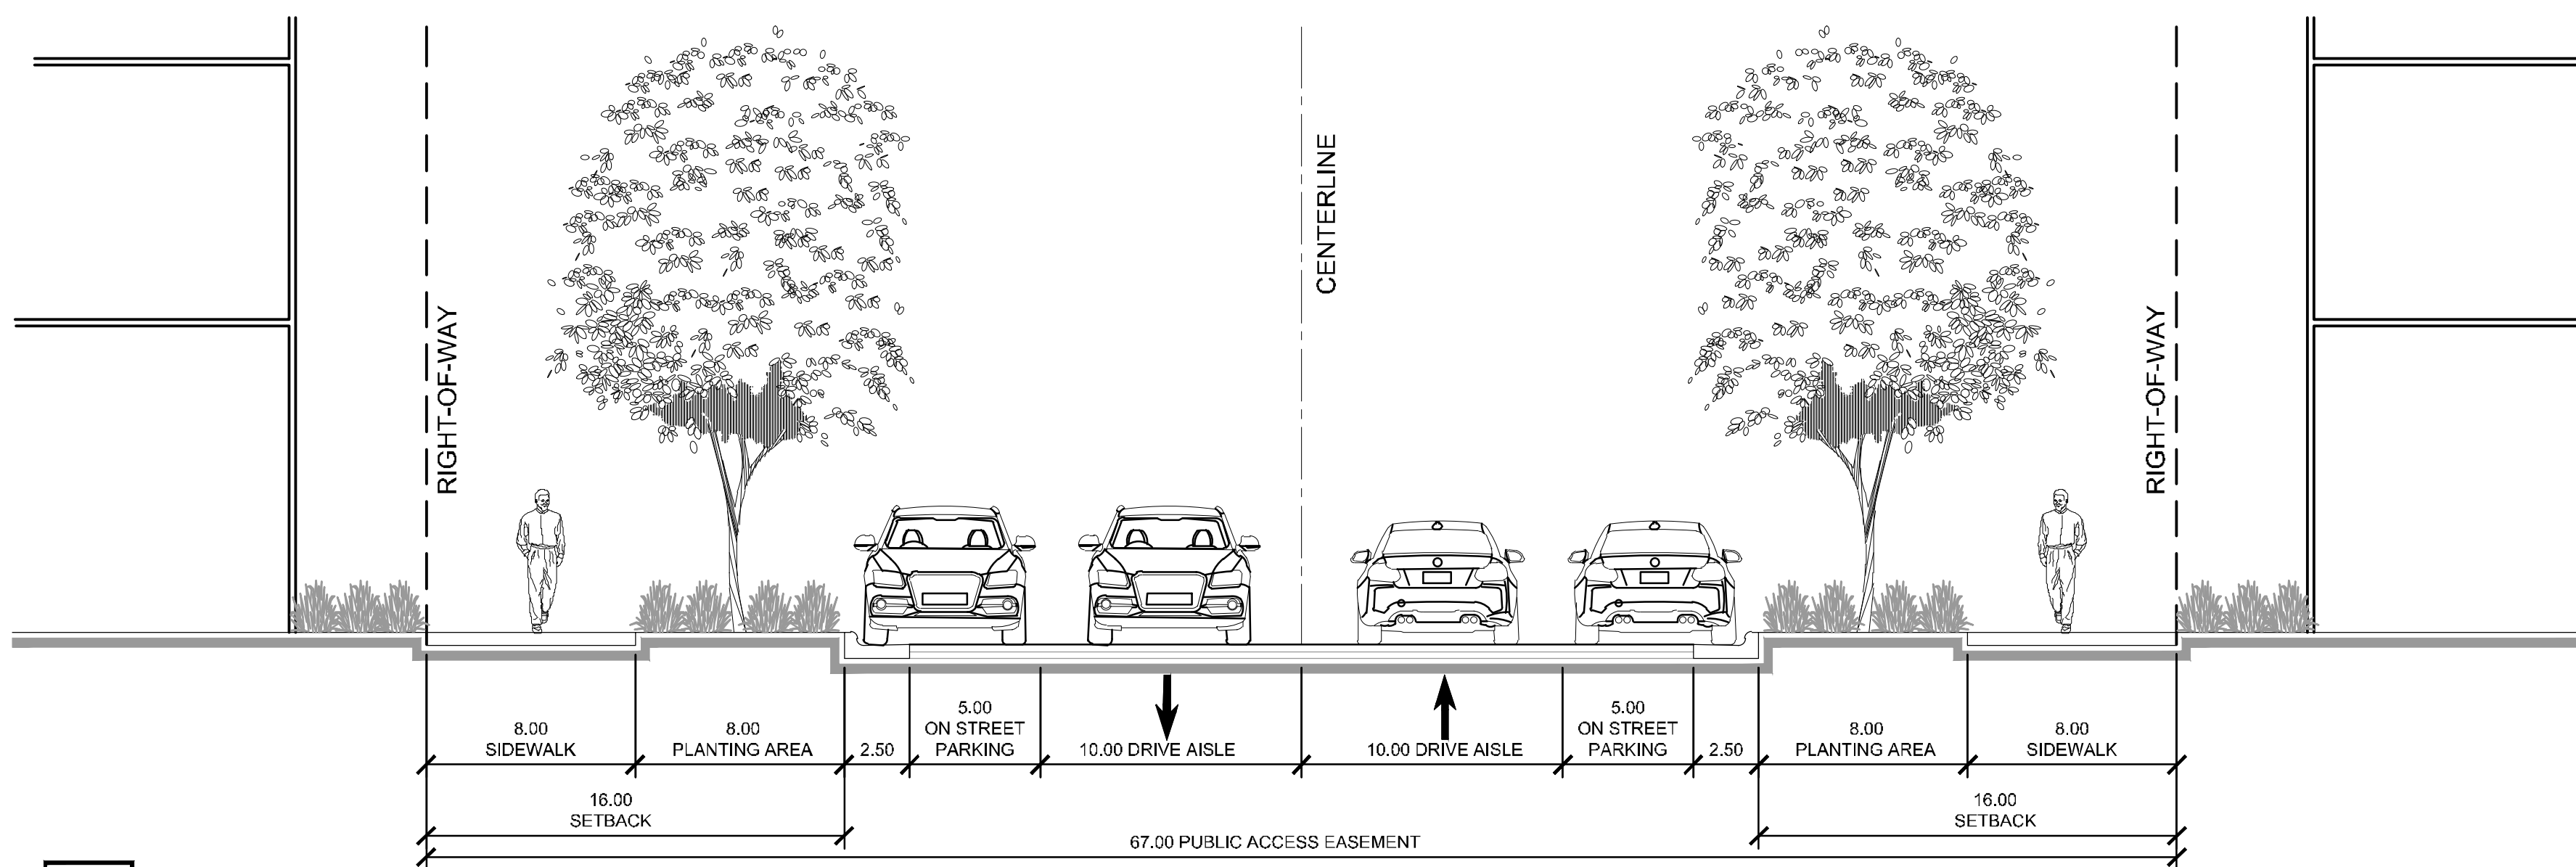 CENTERLINE
RIGHT-OF-WAY
RIGHT-OF-WAY
8.00
SIDEWALK
8.00
PLANTING AREA
2.50
5.00
ON STREET
PARKING
10.00 DRIVE AISLE
10.00 DRIVE AISLE
5.00
ON STREET
PARKING
2.50
8.00
PLANTING AREA
8.00
SIDEWALK
16.00
SETBACK
16.00
SETBACK
67.00 PUBLIC ACCESS EASEMENT